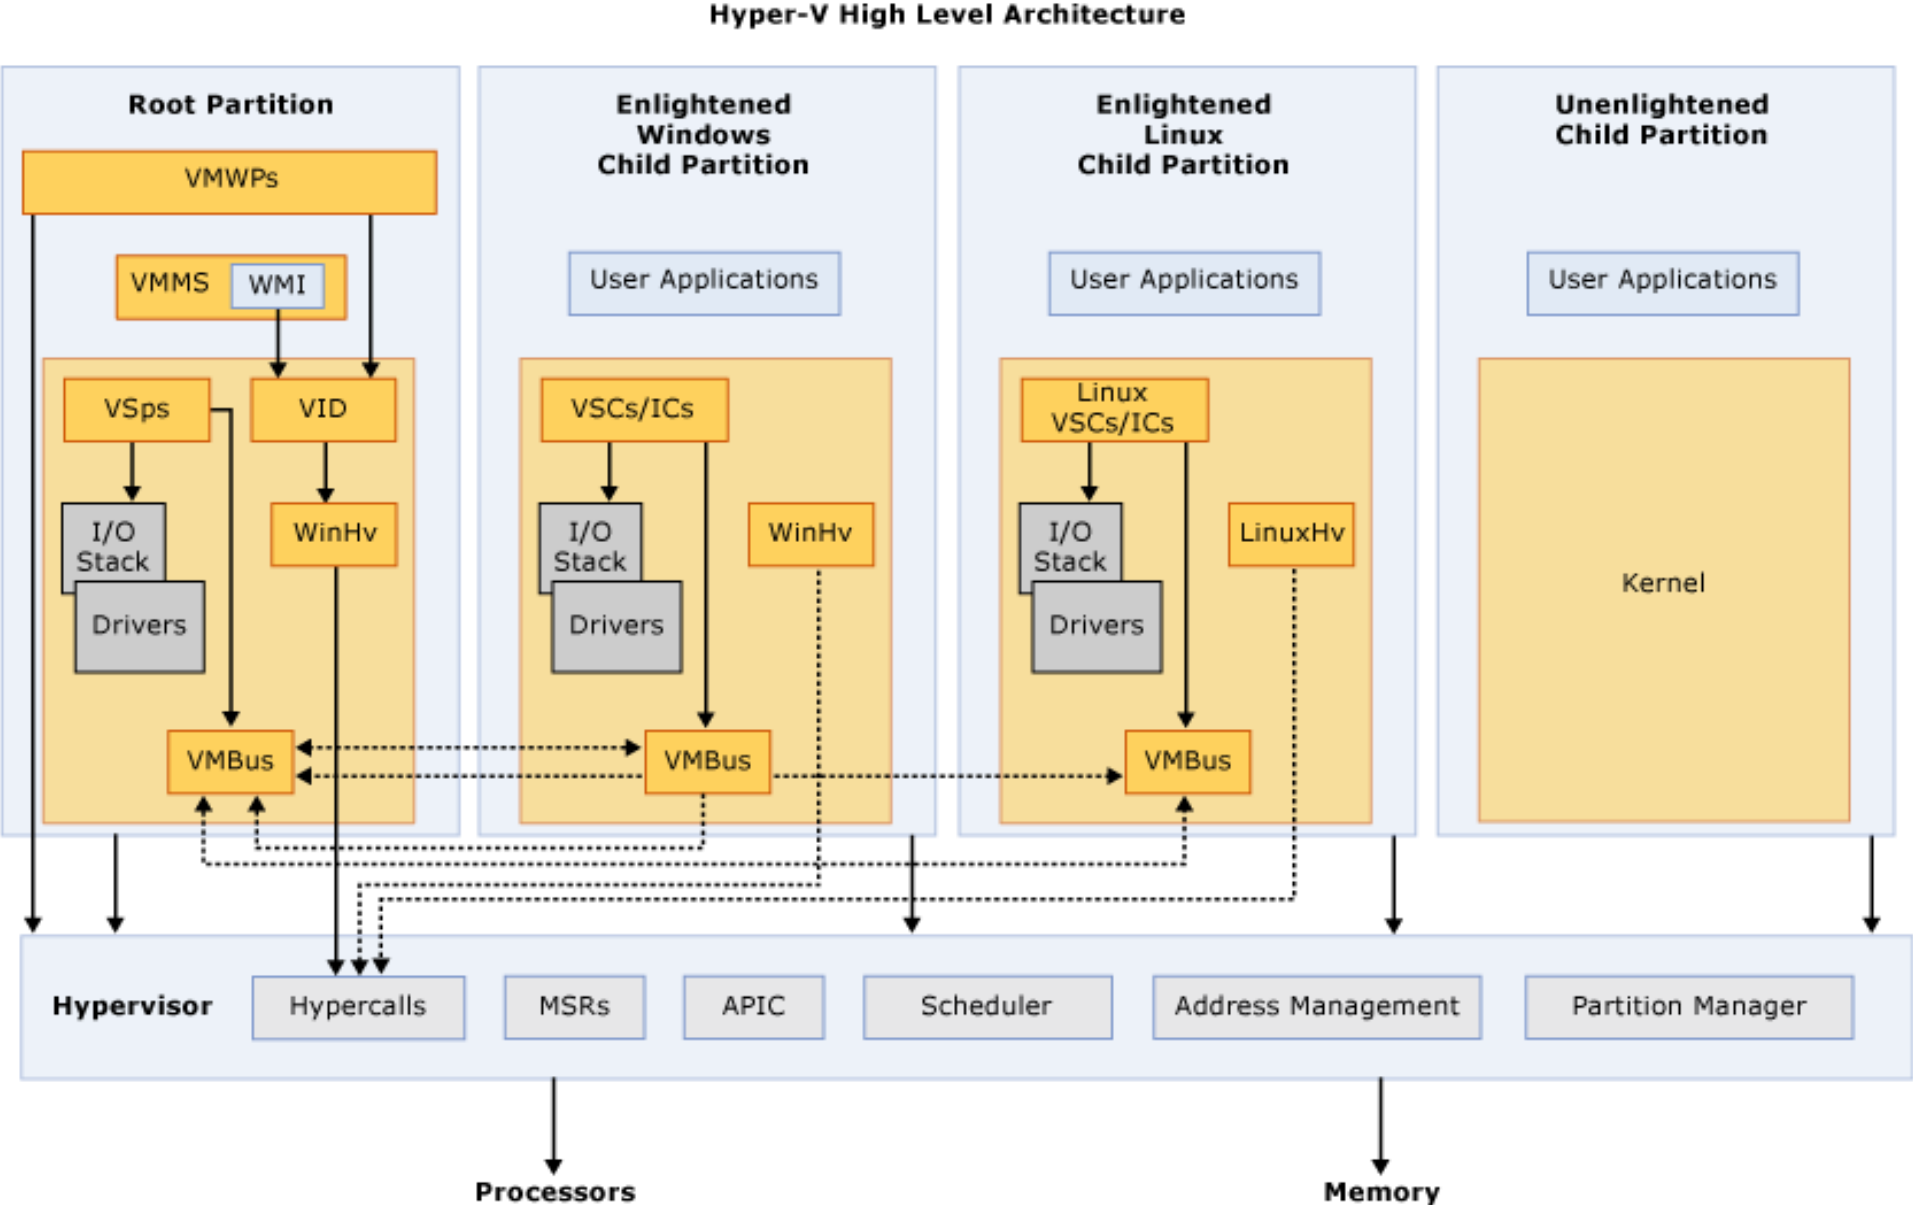 Hyper-V High Level Architecture
Root Partition
VMWPs
VMMS
WMI
VSps
VID
I/O
Stack
WinHv
Drivers
VMBus
Enlightened
Windows
Child Partition
User Applications
VSCs/ICs
I/O
Stack
WinHv
Drivers
VMBus
Enlightened
Linux
Child Partition
User Applications
Linux
VSCs/ICs
I/O
Stack
LinuxHv
Drivers
VMBus
Unenlightened
Child Partition
User Applications
Kernel
Hypervisor
Hypercalls
MSRs
APIC
Scheduler
Address Management
Partition Manager
Processors
Memory